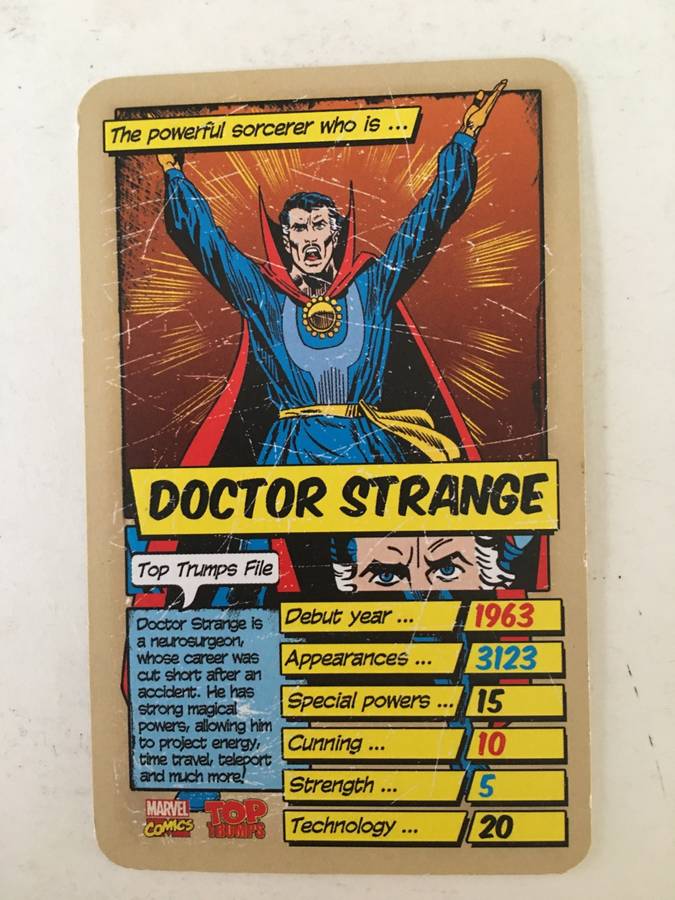 The powerful sorcerer who is ...
DOCTOR STRANGE
Top Trumps File
Doctor Strange is
a neurosurgeon,
whose career was
cut short after an
accident. He has
strong magical
powers, allowing him
to project energy,
time travel, teleport
and much more!
Debut year ... 1963
Appearances ... 3123
Special powers ... 15
Cunning ... 10
Strength ... 5
Technology ... 20
MARVEL
COMICS
TOP
TRUMPS